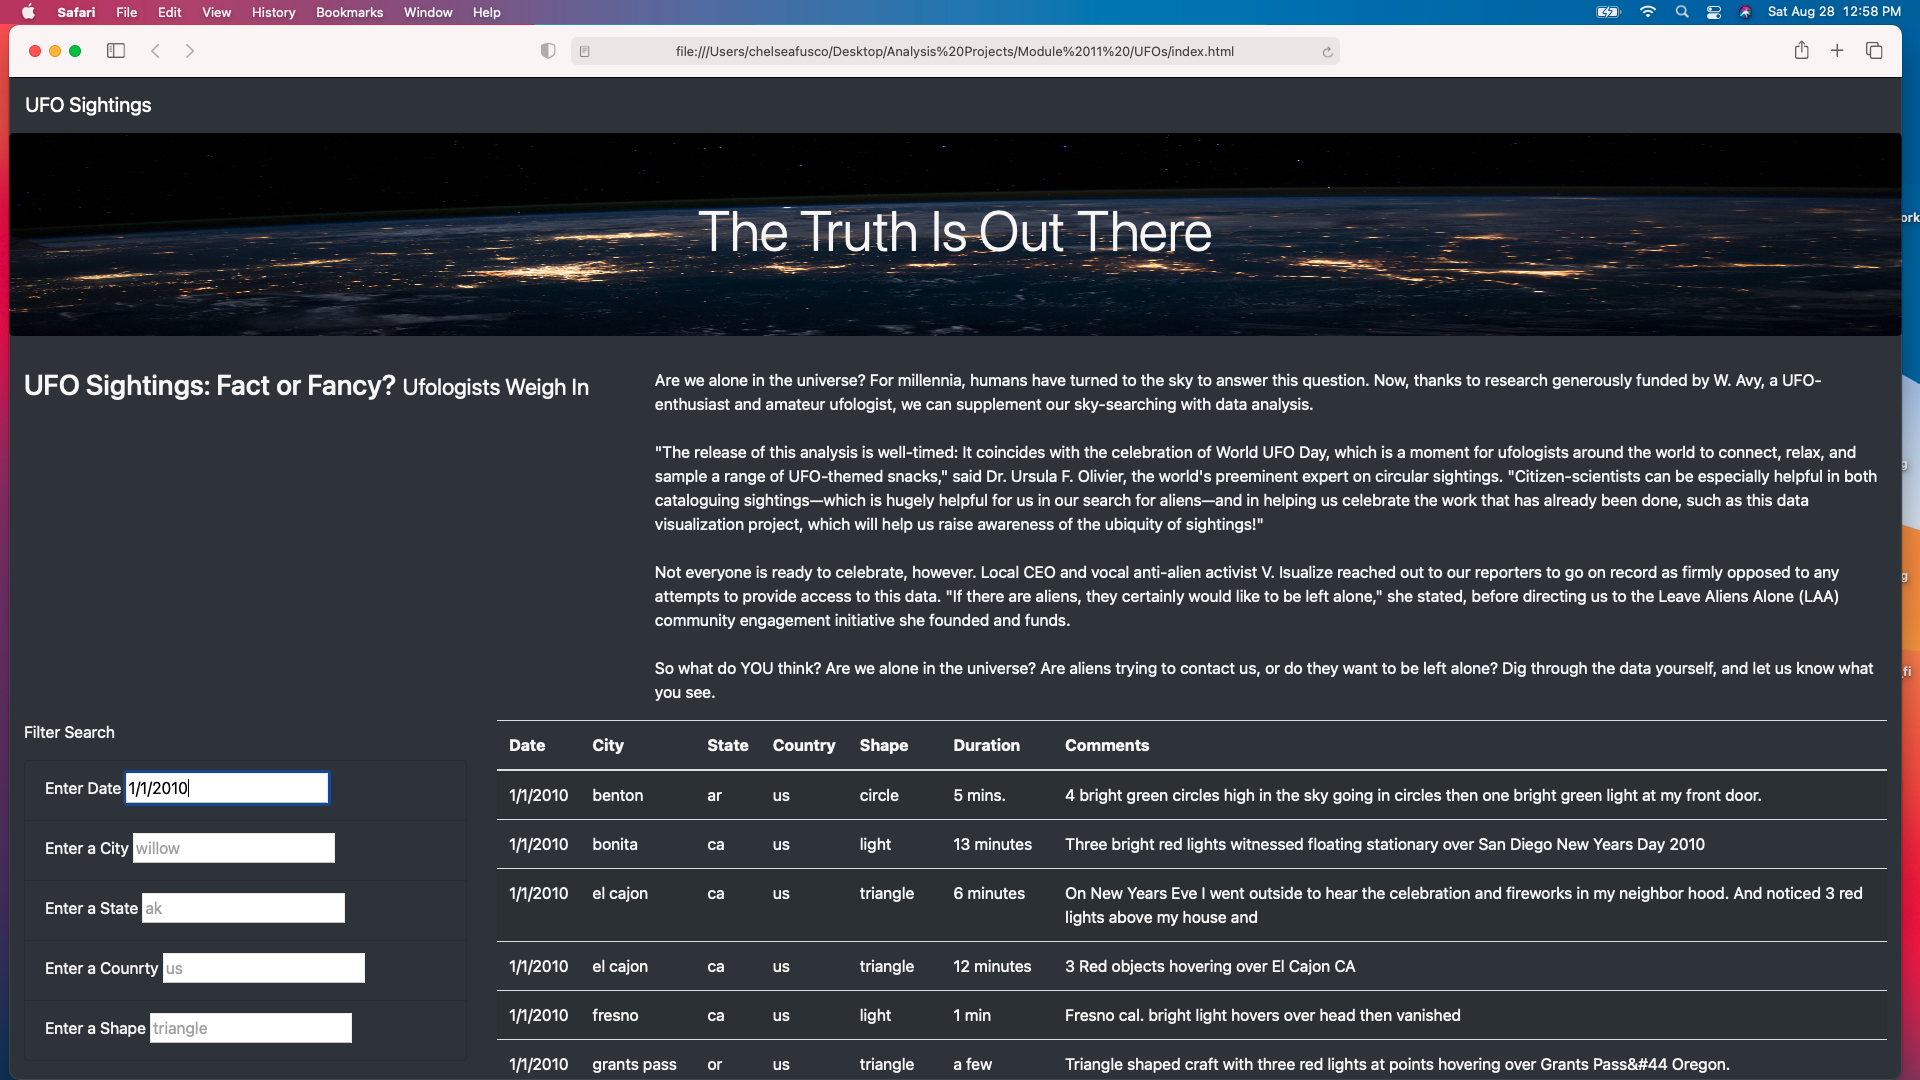 Safari File Edit View History Bookmarks Window Help Sat Aug 28 12:58 PM
file:///Users/chelseafusco/Desktop/Analysis%20Projects/Module%2011%20/UFOs/index.html
UFO Sightings
ork
The Truth Is Out There
UFO Sightings: Fact or Fancy? Ufologists Weigh In
Are we alone in the universe? For millennia, humans have turned to the sky to answer this question. Now, thanks to research generously funded by W. Avy, a UFO-
enthusiast and amateur ufologist, we can supplement our sky-searching with data analysis.
"The release of this analysis is well-timed: It coincides with the celebration of World UFO Day, which is a moment for ufologists around the world to connect, relax, and
sample a range of UFO-themed snacks," said Dr. Ursula F. Olivier, the world's preeminent expert on circular sightings. "Citizen-scientists can be especially helpful in both
cataloguing sightings—which is hugely helpful for us in our search for aliens—and in helping us celebrate the work that has already been done, such as this data
visualization project, which will help us raise awareness of the ubiquity of sightings!"
Not everyone is ready to celebrate, however. Local CEO and vocal anti-alien activist V. Isualize reached out to our reporters to go on record as firmly opposed to any
attempts to provide access to this data. "If there are aliens, they certainly would like to be left alone," she stated, before directing us to the Leave Aliens Alone (LAA)
community engagement initiative she founded and funds.
So what do YOU think? Are we alone in the universe? Are aliens trying to contact us, or do they want to be left alone? Dig through the data yourself, and let us know what
you see.
Filter Search
Enter Date 1/1/2010
Enter a City willow
Enter a State ak
Enter a Counrty us
Enter a Shape triangle
Date City State Country Shape Duration Comments
1/1/2010 benton ar us circle 5 mins. 4 bright green circles high in the sky going in circles then one bright green light at my front door.
1/1/2010 bonita ca us light 13 minutes Three bright red lights witnessed floating stationary over San Diego New Years Day 2010
1/1/2010 el cajon ca us triangle 6 minutes On New Years Eve I went outside to hear the celebration and fireworks in my neighbor hood. And noticed 3 red
lights above my house and
1/1/2010 el cajon ca us triangle 12 minutes 3 Red objects hovering over El Cajon CA
1/1/2010 fresno ca us light 1 min Fresno cal. bright light hovers over head then vanished
1/1/2010 grants pass or us triangle a few Triangle shaped craft with three red lights at points hovering over Grants Pass&#44 Oregon.